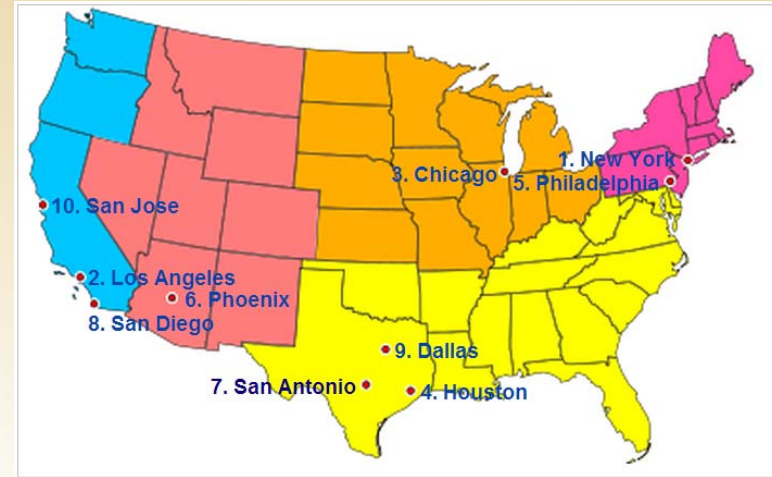 1. New York
3. Chicago
5. Philadelphia
10. San Jose
2. Los Angeles
6. Phoenix
8. San Diego
9. Dallas
7. San Antonio
4. Houston